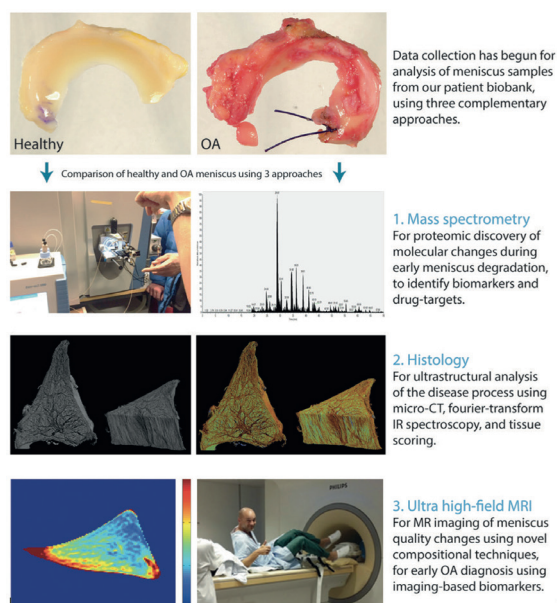 Data collection has begun for
analysis of meniscus samples
from our patient biobank,
using three complementary
approaches.
Healthy
OA
Comparison of healthy and OA meniscus using 3 approaches
1. Mass spectrometry
For proteomic discovery of
molecular changes during
early meniscus degradation,
to identify biomarkers and
drug-targets.
2. Histology
For ultrastructural analysis
of the disease process using
micro-CT, fourier-transform
IR spectroscopy, and tissue
scoring.
PHILIPS
3. Ultra high-field MRI
For MR imaging of meniscus
quality changes using novel
compositional techniques,
for early OA diagnosis using
imaging-based biomarkers.